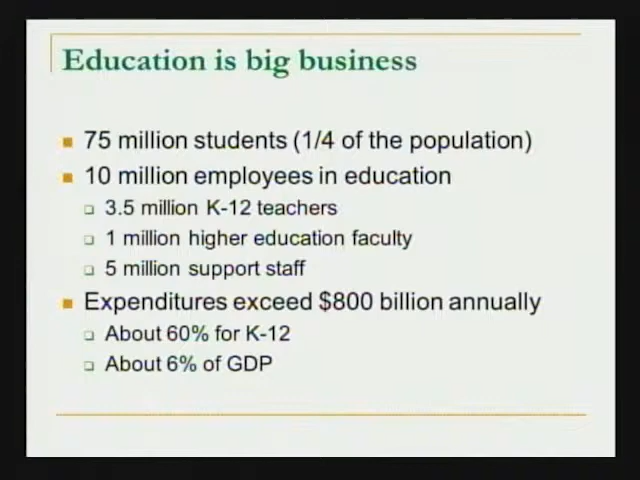 Education is big business
75 million students (1/4 of the population)
10 million employees in education
3.5 million K-12 teachers
1 million higher education faculty
5 million support staff
Expenditures exceed $800 billion annually
About 60% for K-12
About 6% of GDP